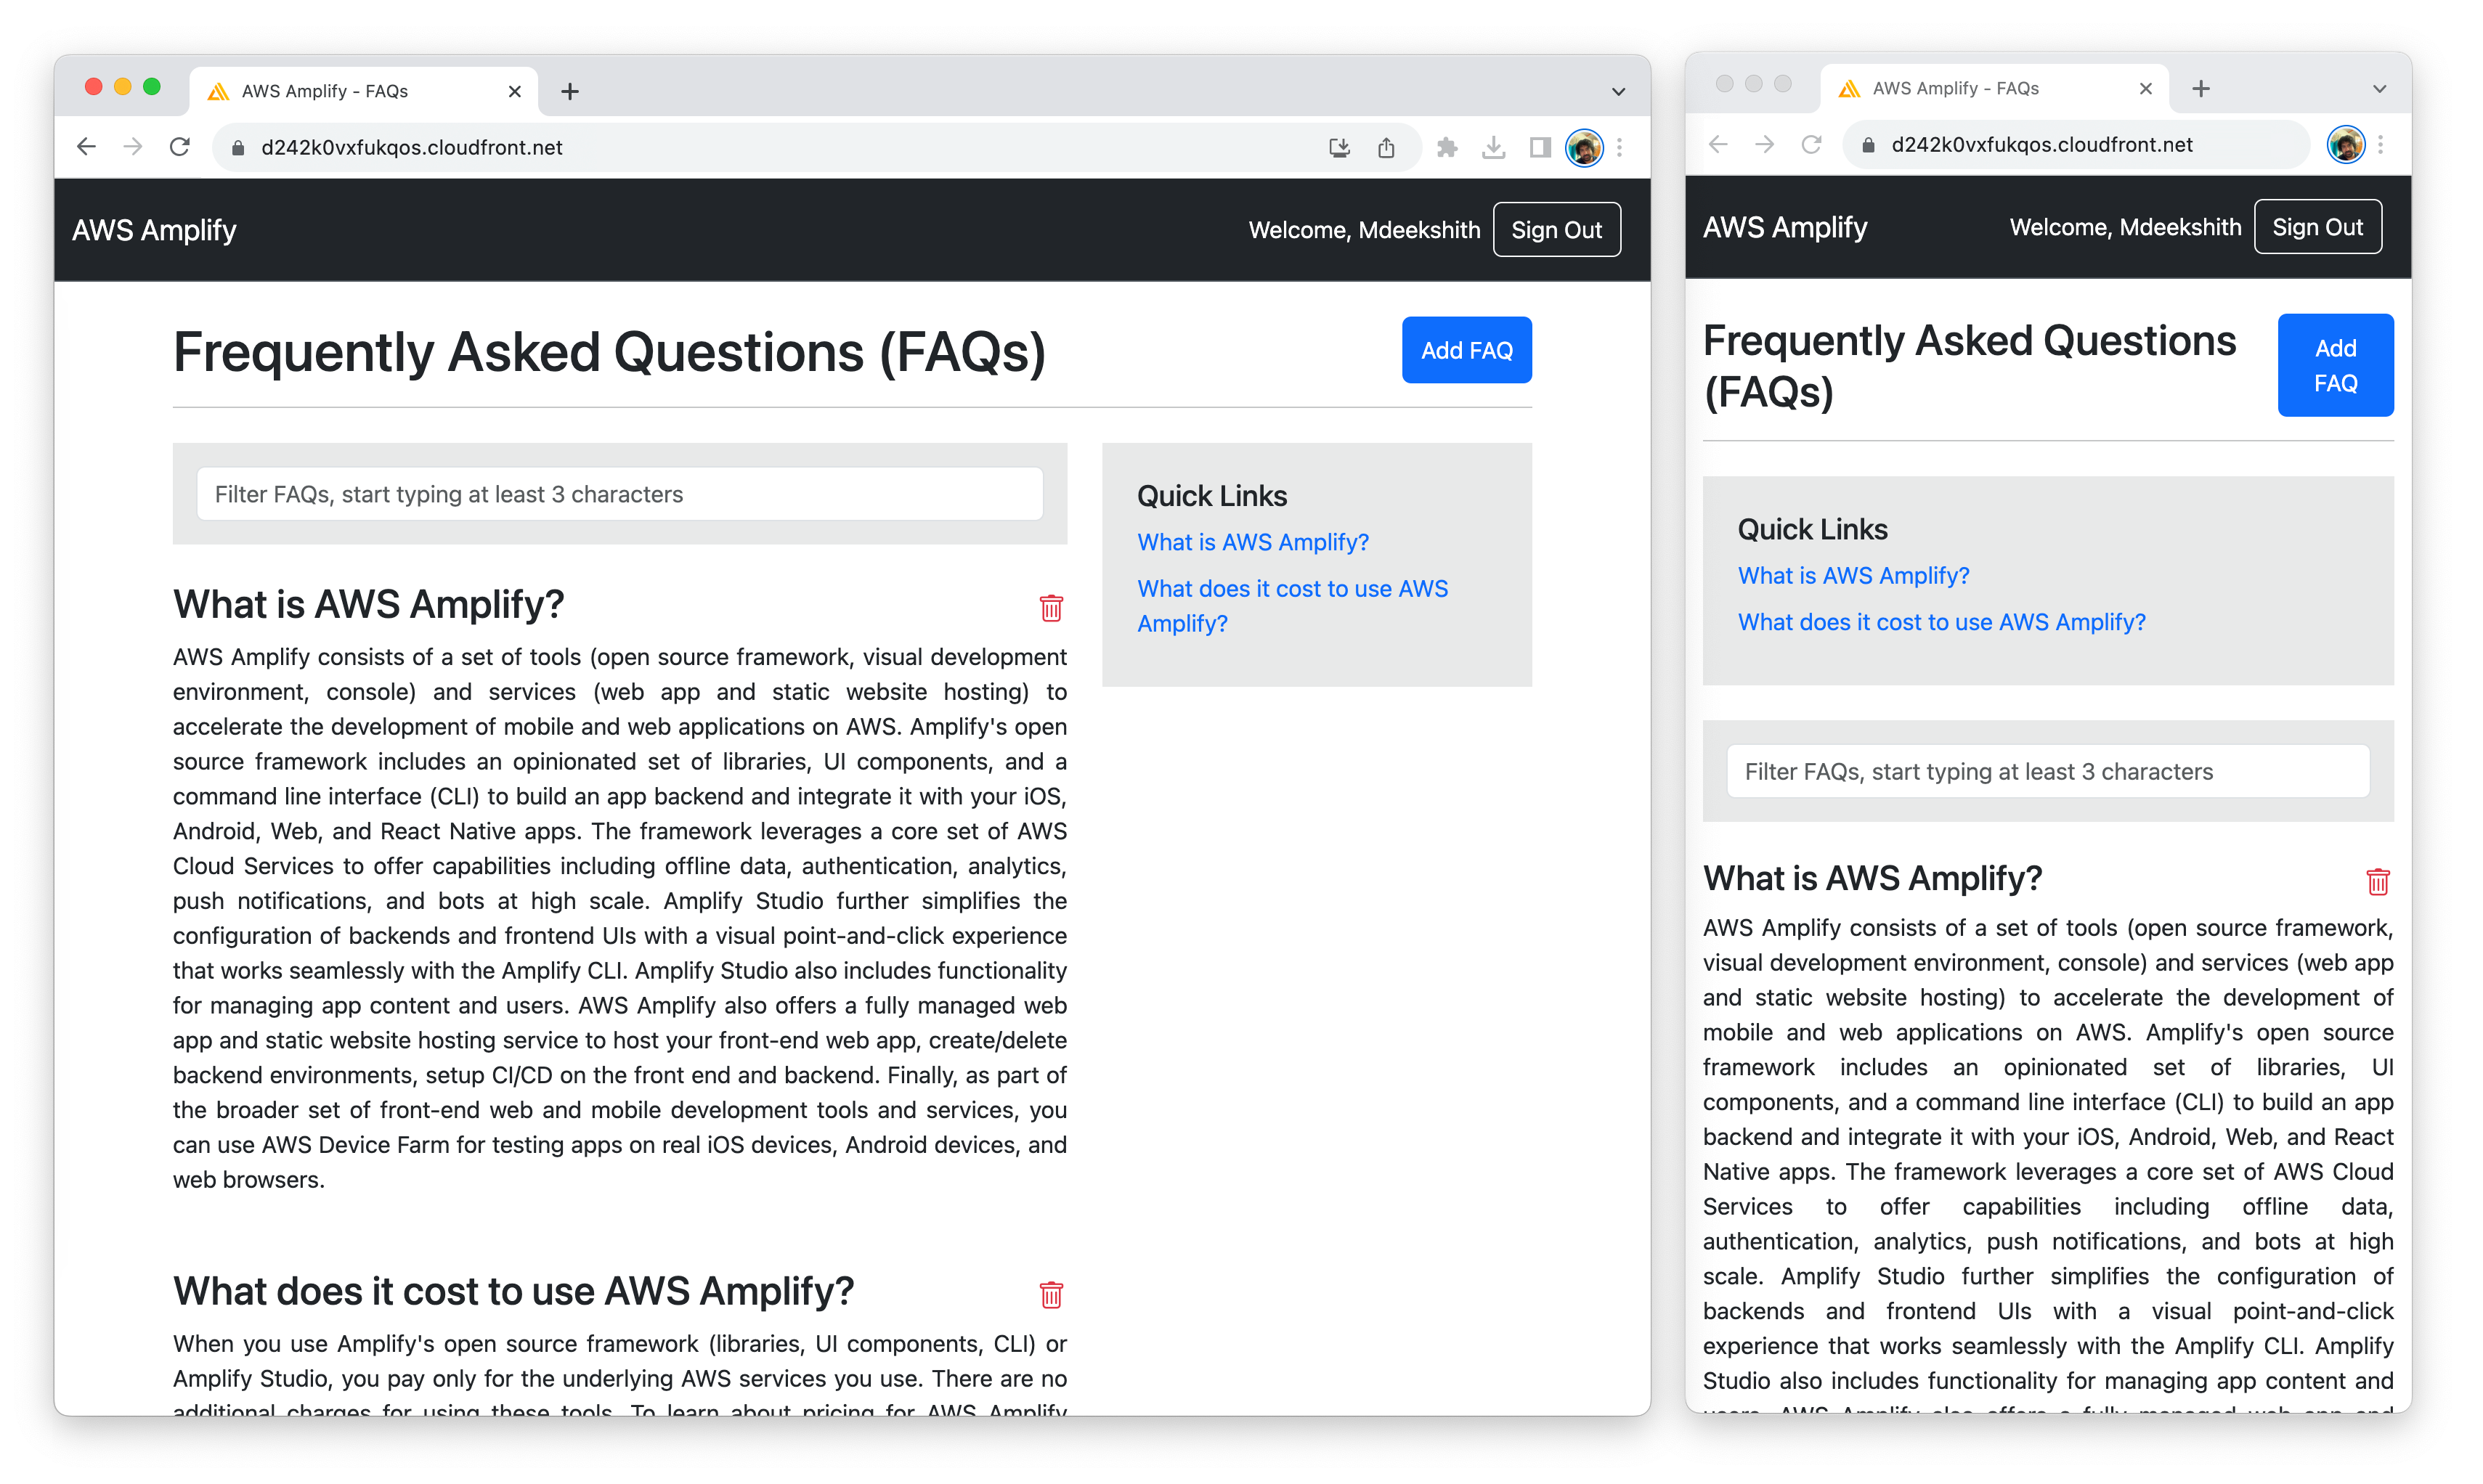 AWS Amplify - FAQs
d242k0vxfukqos.cloudfront.net
AWS Amplify
Welcome, Mdeekshith
Sign Out
Frequently Asked Questions (FAQs)
Add FAQ
Filter FAQs, start typing at least 3 characters
What is AWS Amplify?
AWS Amplify consists of a set of tools (open source framework, visual development
environment, console) and services (web app and static website hosting) to
accelerate the development of mobile and web applications on AWS. Amplify's open
source framework includes an opinionated set of libraries, UI components, and a
command line interface (CLI) to build an app backend and integrate it with your iOS,
Android, Web, and React Native apps. The framework leverages a core set of AWS
Cloud Services to offer capabilities including offline data, authentication, analytics,
push notifications, and bots at high scale. Amplify Studio further simplifies the
configuration of backends and frontend UIs with a visual point-and-click experience
that works seamlessly with the Amplify CLI. Amplify Studio also includes functionality
for managing app content and users. AWS Amplify also offers a fully managed web
app and static website hosting service to host your front-end web app, create/delete
backend environments, setup CI/CD on the front end and backend. Finally, as part of
the broader set of front-end web and mobile development tools and services, you
can use AWS Device Farm for testing apps on real iOS devices, Android devices, and
web browsers.
What does it cost to use AWS Amplify?
When you use Amplify's open source framework (libraries, UI components, CLI) or
Amplify Studio, you pay only for the underlying AWS services you use. There are no
additional charges for using these tools. To learn about pricing for AWS Amplify
Quick Links
What is AWS Amplify?
What does it cost to use AWS
Amplify?
AWS Amplify - FAQs
d242k0vxfukqos.cloudfront.net
AWS Amplify
Welcome, Mdeekshith
Sign Out
Frequently Asked Questions
(FAQs)
Add
FAQ
Quick Links
What is AWS Amplify?
What does it cost to use AWS Amplify?
Filter FAQs, start typing at least 3 characters
What is AWS Amplify?
AWS Amplify consists of a set of tools (open source framework,
visual development environment, console) and services (web app
and static website hosting) to accelerate the development of
mobile and web applications on AWS. Amplify's open source
framework includes an opinionated set of libraries, UI
components, and a command line interface (CLI) to build an app
backend and integrate it with your iOS, Android, Web, and React
Native apps. The framework leverages a core set of AWS Cloud
Services to offer capabilities including offline data,
authentication, analytics, push notifications, and bots at high
scale. Amplify Studio further simplifies the configuration of
backends and frontend UIs with a visual point-and-click
experience that works seamlessly with the Amplify CLI. Amplify
Studio also includes functionality for managing app content and
users. AWS Amplify also offers a fully managed web app and